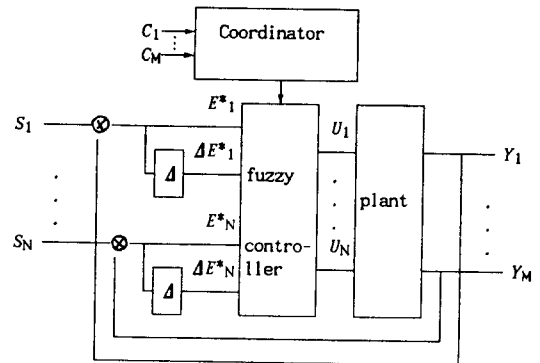 C1
Coordinator
CM
E*1
S1
U1
ΔE*1
Y1
Δ
fuzzy
plant
E*N
SN
contro-
UN
ller
ΔE*N
YM
Δ